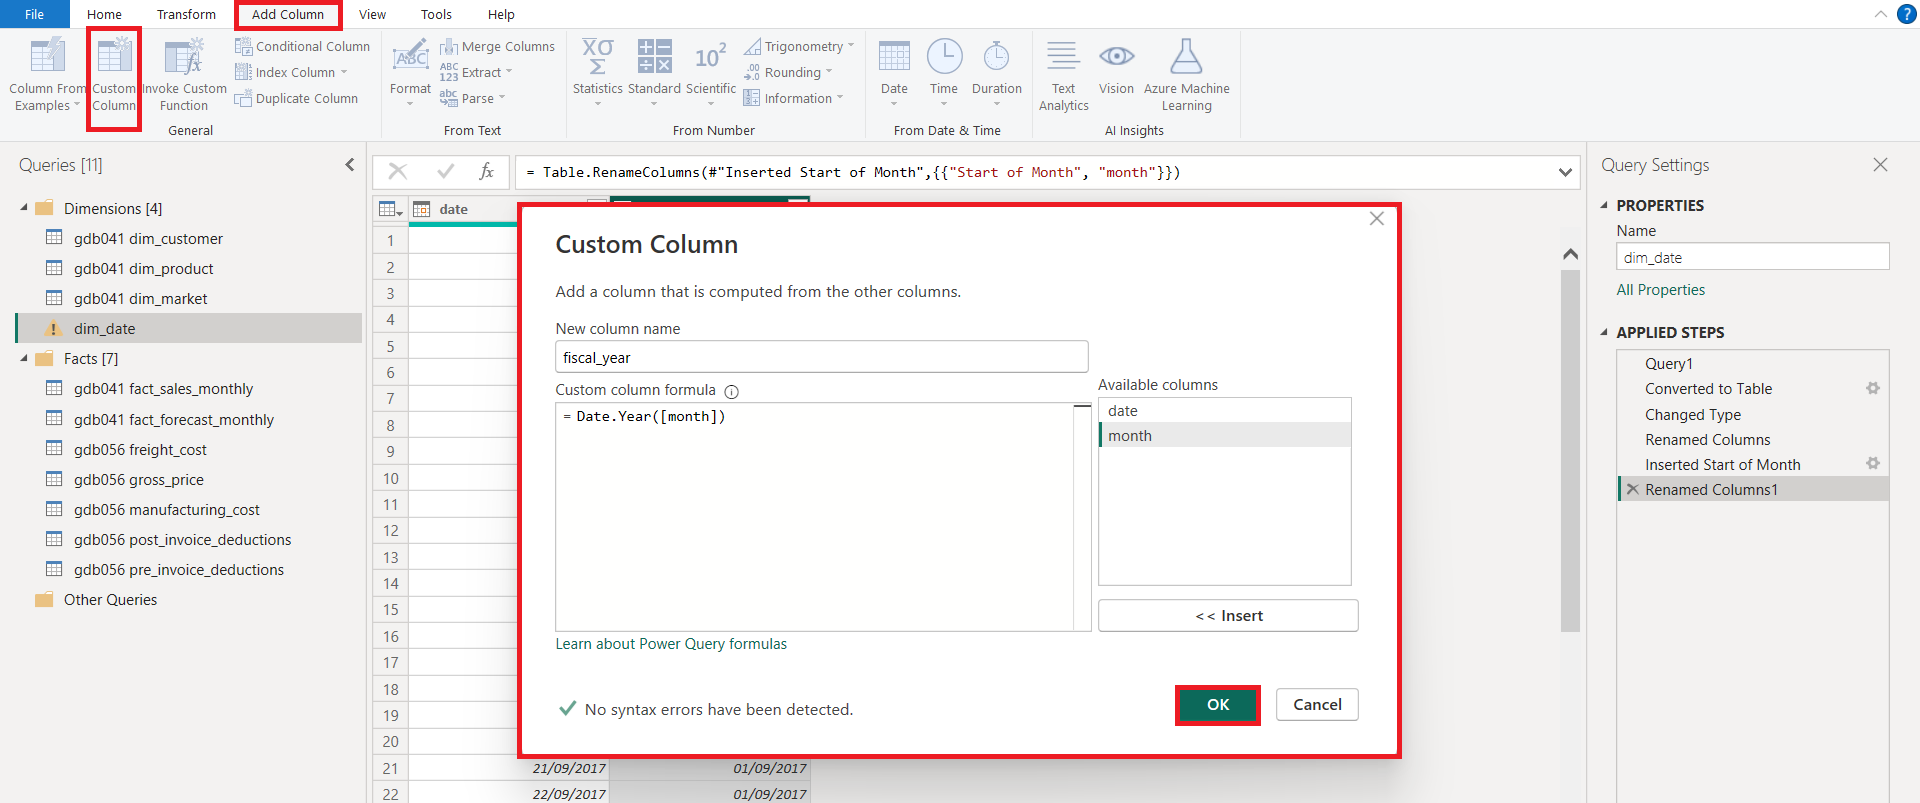 File Home Transform Add Column View Tools Help
?
Column From Examples
Custom Column
Invoke Custom Function
Conditional Column
Index Column
Duplicate Column
General
ABC
Format
Merge Columns
ABC 123 Extract
abc Parse
From Text
XΣ Statistics
Standard
10² Scientific
Trigonometry
.00 Rounding
Information
From Number
Date
Time
Duration
From Date & Time
Text Analytics
Vision
Azure Machine Learning
AI Insights
Queries [11]
Dimensions [4]
gdb041 dim_customer
gdb041 dim_product
gdb041 dim_market
dim_date
Facts [7]
gdb041 fact_sales_monthly
gdb041 fact_forecast_monthly
gdb056 freight_cost
gdb056 gross_price
gdb056 manufacturing_cost
gdb056 post_invoice_deductions
gdb056 pre_invoice_deductions
Other Queries
fx = Table.RenameColumns(#"Inserted Start of Month",{{"Start of Month", "month"}})
date
1
2
3
4
5
6
7
8
9
10
11
12
13
14
15
16
17
18
19
20
21 21/09/2017 01/09/2017
22 22/09/2017 01/09/2017
Custom Column
Add a column that is computed from the other columns.
New column name
fiscal_year
Custom column formula
= Date.Year([month])
Available columns
date
month
<< Insert
Learn about Power Query formulas
No syntax errors have been detected.
OK Cancel
Query Settings
PROPERTIES
Name
dim_date
All Properties
APPLIED STEPS
Query1
Converted to Table
Changed Type
Renamed Columns
Inserted Start of Month
Renamed Columns1